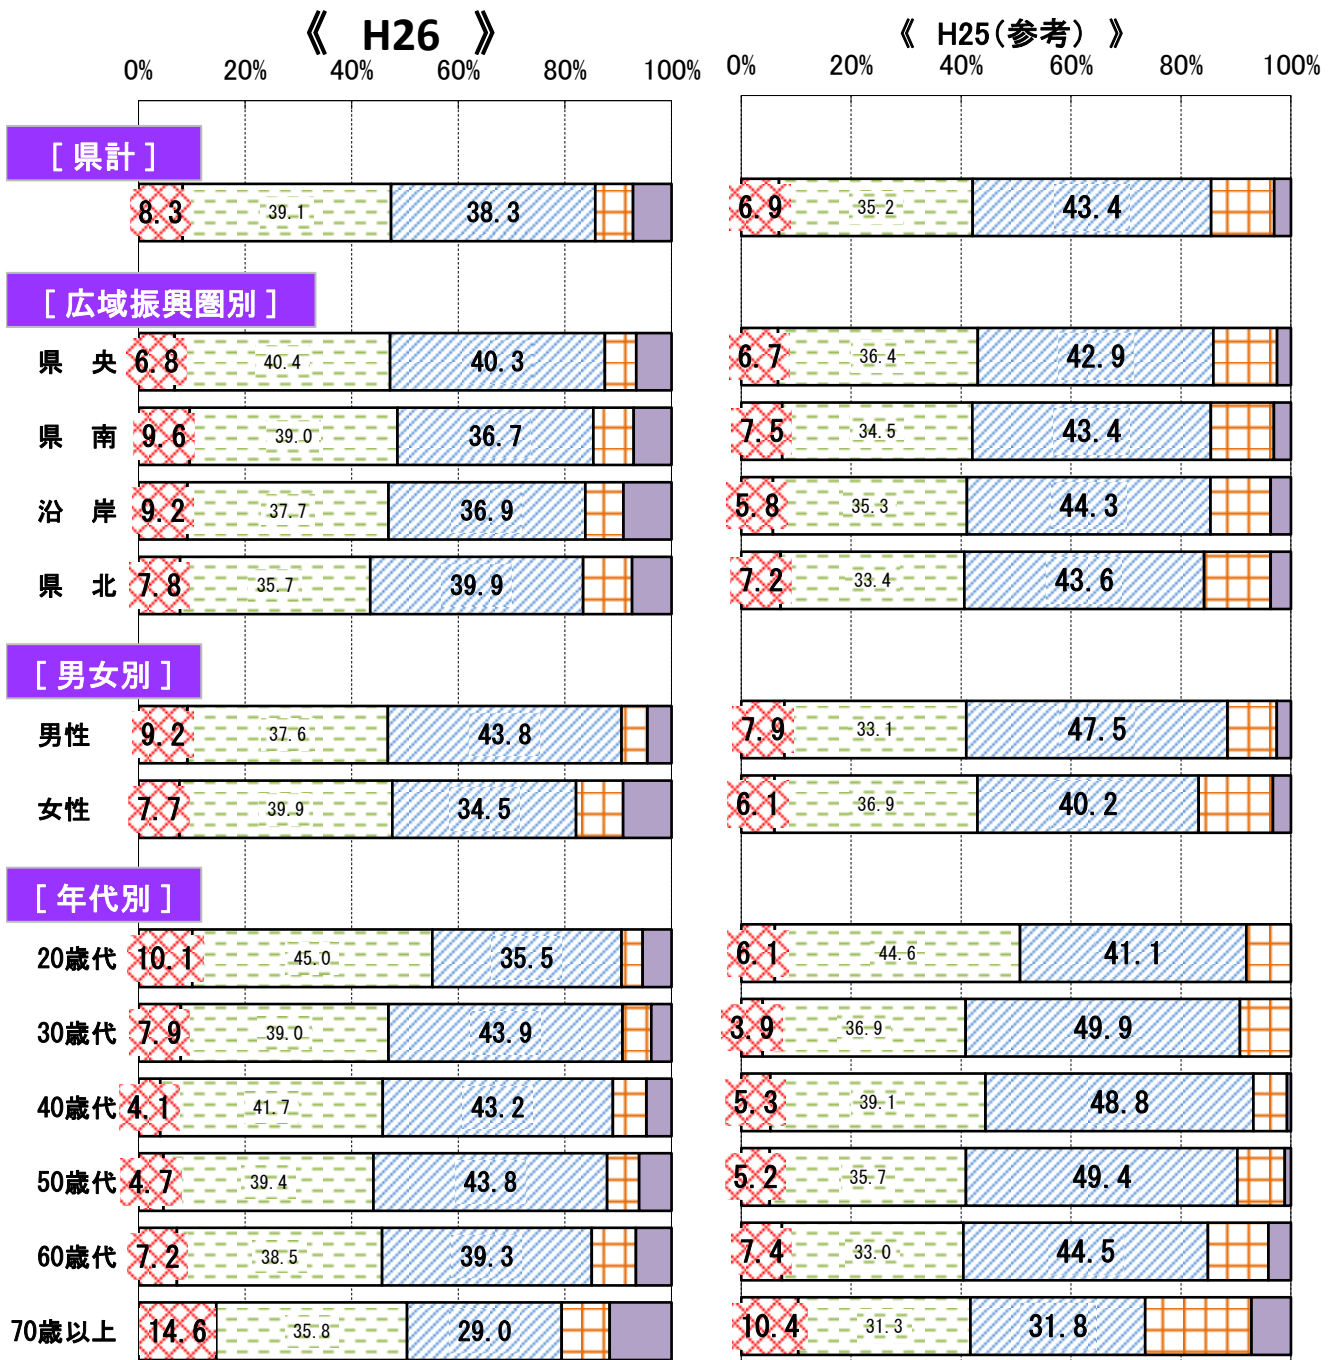 《 H26 》
《 H25(参考) 》
0% 20% 40% 60% 80% 100%
0% 20% 40% 60% 80% 100%
[ 県計 ]
8.3 39.1 38.3
6.9 35.2 43.4
[ 広域振興圏別 ]
県 央 6.8 40.4 40.3
6.7 36.4 42.9
県 南 9.6 39.0 36.7
7.5 34.5 43.4
沿 岸 9.2 37.7 36.9
5.8 35.3 44.3
県 北 7.8 35.7 39.9
7.2 33.4 43.6
[ 男女別 ]
男性 9.2 37.6 43.8
7.9 33.1 47.5
女性 7.7 39.9 34.5
6.1 36.9 40.2
[ 年代別 ]
20歳代 10.1 45.0 35.5
6.1 44.6 41.1
30歳代 7.9 39.0 43.9
3.9 36.9 49.9
40歳代 4.1 41.7 43.2
5.3 39.1 48.8
50歳代 4.7 39.4 43.8
5.2 35.7 49.4
60歳代 7.2 38.5 39.3
7.4 33.0 44.5
70歳以上 14.6 35.8 29.0
10.4 31.3 31.8